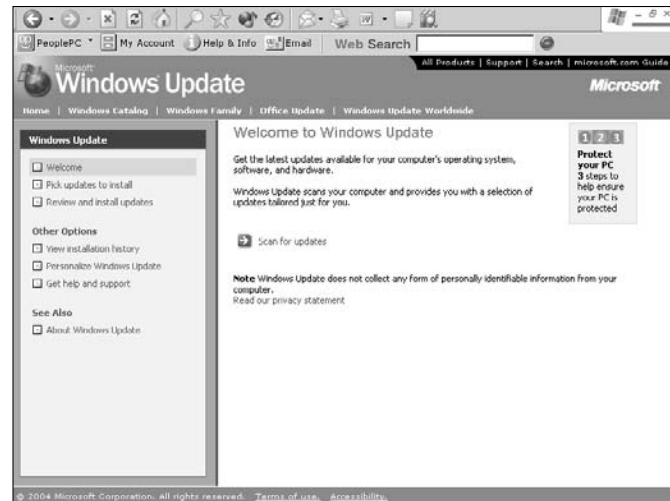 PeoplePC My Account Help & Info Email Web Search
All Products | Support | Search | microsoft.com Guide
Microsoft
Windows Update
Microsoft
Home | Windows Catalog | Windows Family | Office Update | Windows Update Worldwide
Windows Update
Welcome
Pick updates to install
Review and install updates
Other Options
View installation history
Personalize Windows Update
Get help and support
See Also
About Windows Update
Welcome to Windows Update
Get the latest updates available for your computer's operating system,
software, and hardware.
Windows Update scans your computer and provides you with a selection of
updates tailored just for you.
Scan for updates
Note Windows Update does not collect any form of personally identifiable information from your
computer.
Read our privacy statement
1 2 3
Protect
your PC
3 steps to
help ensure
your PC is
protected
© 2004 Microsoft Corporation. All rights reserved. Terms of use. Accessibility.